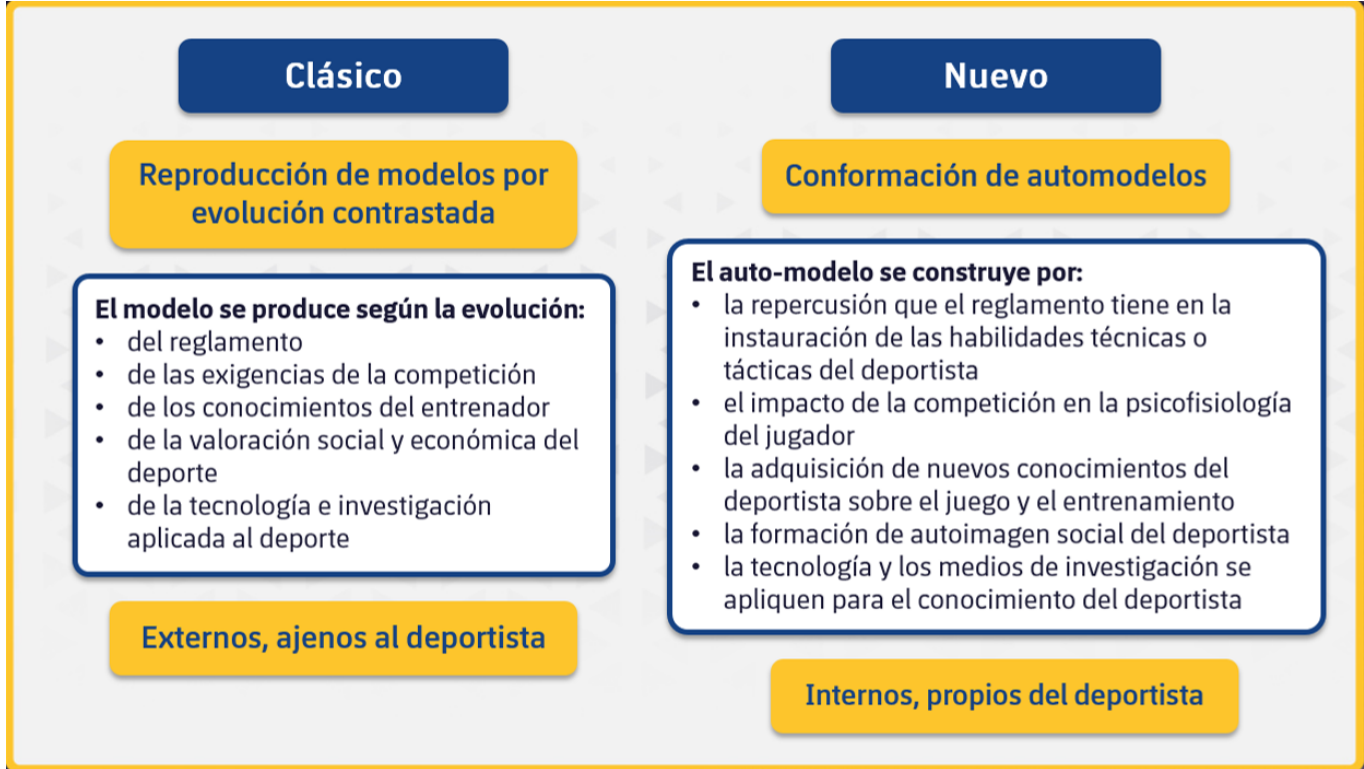 Clásico
Reproducción de modelos por
evolución contrastada
El modelo se produce según la evolución:
• del reglamento
• de las exigencias de la competición
• de los conocimientos del entrenador
• de la valoración social y económica del
deporte
• de la tecnología e investigación
aplicada al deporte
Externos, ajenos al deportista
Nuevo
Conformación de automodelos
El auto-modelo se construye por:
• la repercusión que el reglamento tiene en la
instauración de las habilidades técnicas o
tácticas del deportista
• el impacto de la competición en la psicofisiología
del jugador
• la adquisición de nuevos conocimientos del
deportista sobre el juego y el entrenamiento
• la formación de autoimagen social del deportista
• la tecnología y los medios de investigación se
apliquen para el conocimiento del deportista
Internos, propios del deportista